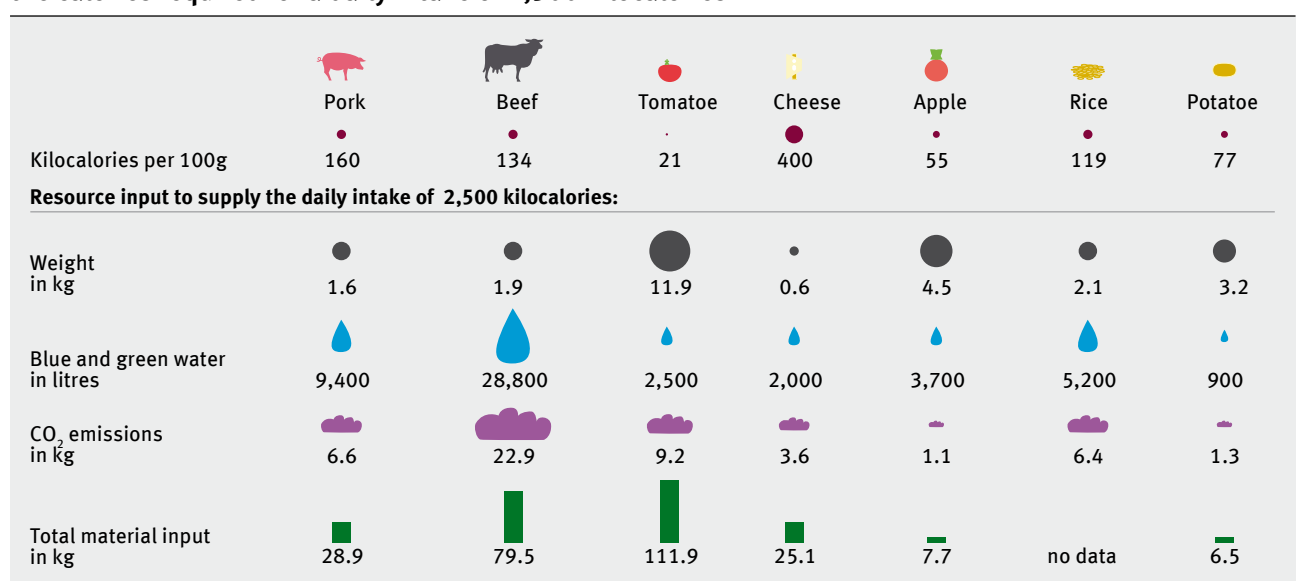 Pork Beef Tomatoe Cheese Apple Rice Potatoe
Kilocalories per 100g 160 134 21 400 55 119 77
Resource input to supply the daily intake of 2,500 kilocalories:
Weight
in kg 1.6 1.9 11.9 0.6 4.5 2.1 3.2
Blue and green water
in litres 9,400 28,800 2,500 2,000 3,700 5,200 900
CO2 emissions
in kg 6.6 22.9 9.2 3.6 1.1 6.4 1.3
Total material input
in kg 28.9 79.5 111.9 25.1 7.7 no data 6.5